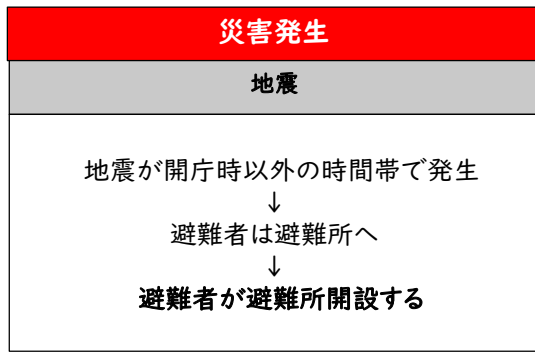 災害発生
地震
地震が開庁時以外の時間帯で発生
↓
避難者は避難所へ
↓
避難者が避難所開設する